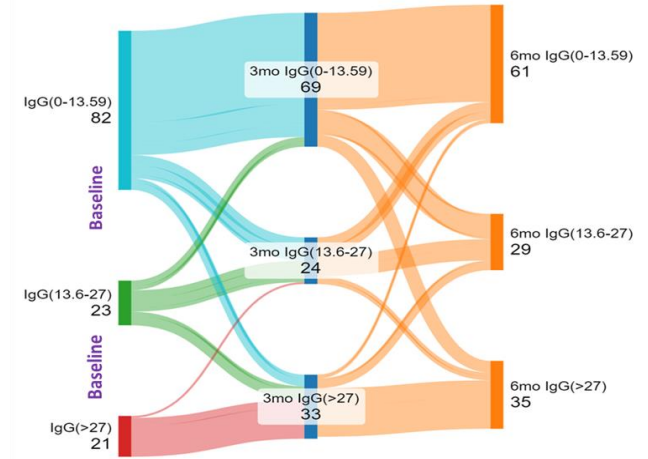 IgG(0-13.59)
82
Baseline
IgG(13.6-27)
23
Baseline
IgG(>27)
21
3mo IgG(0-13.59)
69
3mo IgG(13.6-27)
24
3mo IgG(>27)
33
6mo IgG(0-13.59)
61
6mo IgG(13.6-27)
29
6mo IgG(>27)
35